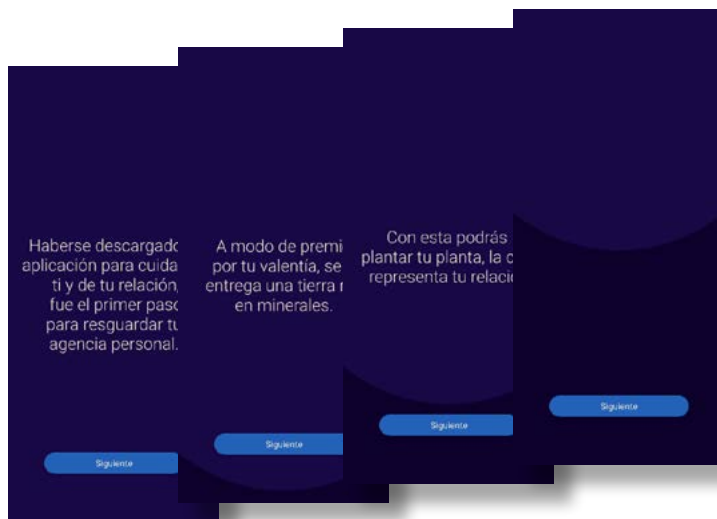 Haberse descargado
aplicación para cuida
ti y de tu relación,
fue el primer paso
para resguardar tu
agencia personal.
Siguiente
A modo de premi
por tu valentía, se
entrega una tierra r
en minerales.
Siguiente
Con esta podrás
plantar tu planta, la c
representa tu relació
Siguiente
Siguiente